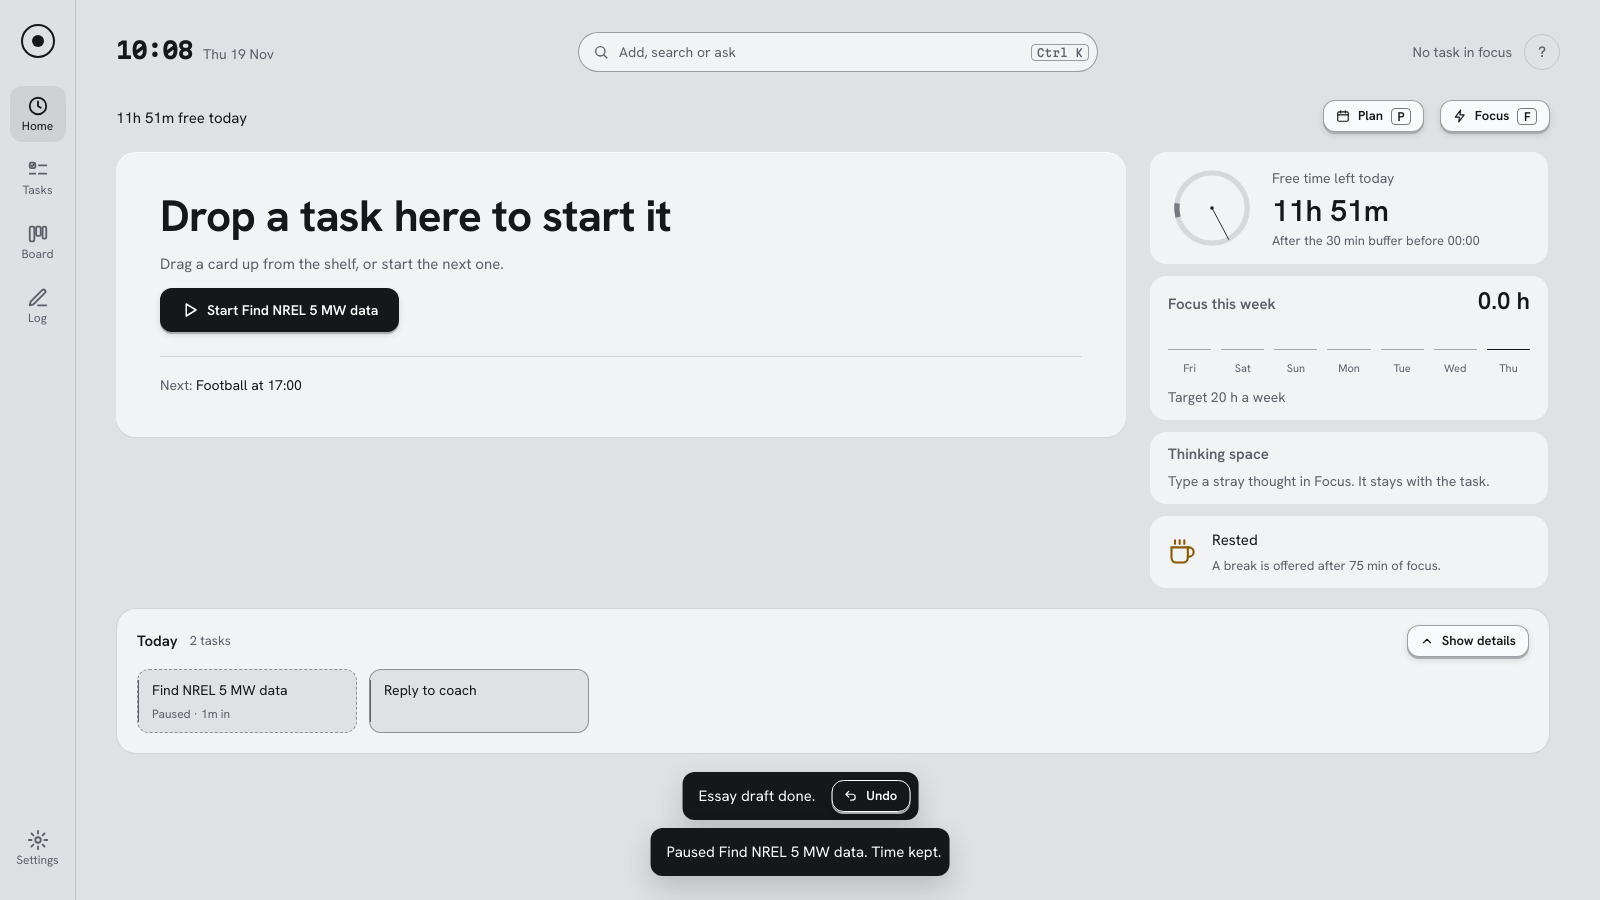 10:08 Thu 19 Nov
Add, search or ask Ctrl K
No task in focus ?
Home
Tasks
Board
Log
Settings
11h 51m free today
Plan P
Focus F
Drop a task here to start it
Drag a card up from the shelf, or start the next one.
Start Find NREL 5 MW data
Next: Football at 17:00
Free time left today
11h 51m
After the 30 min buffer before 00:00
Focus this week 0.0 h
Fri Sat Sun Mon Tue Wed Thu
Target 20 h a week
Thinking space
Type a stray thought in Focus. It stays with the task.
Rested
A break is offered after 75 min of focus.
Today 2 tasks
Show details
Find NREL 5 MW data
Paused · 1m in
Reply to coach
Essay draft done. Undo
Paused Find NREL 5 MW data. Time kept.